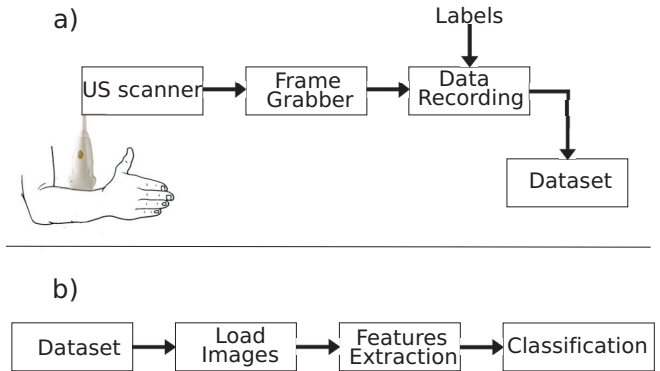 a)
Labels
US scanner
Frame
Grabber
Data
Recording
Dataset
b)
Dataset
Load
Images
Features
Extraction
Classification